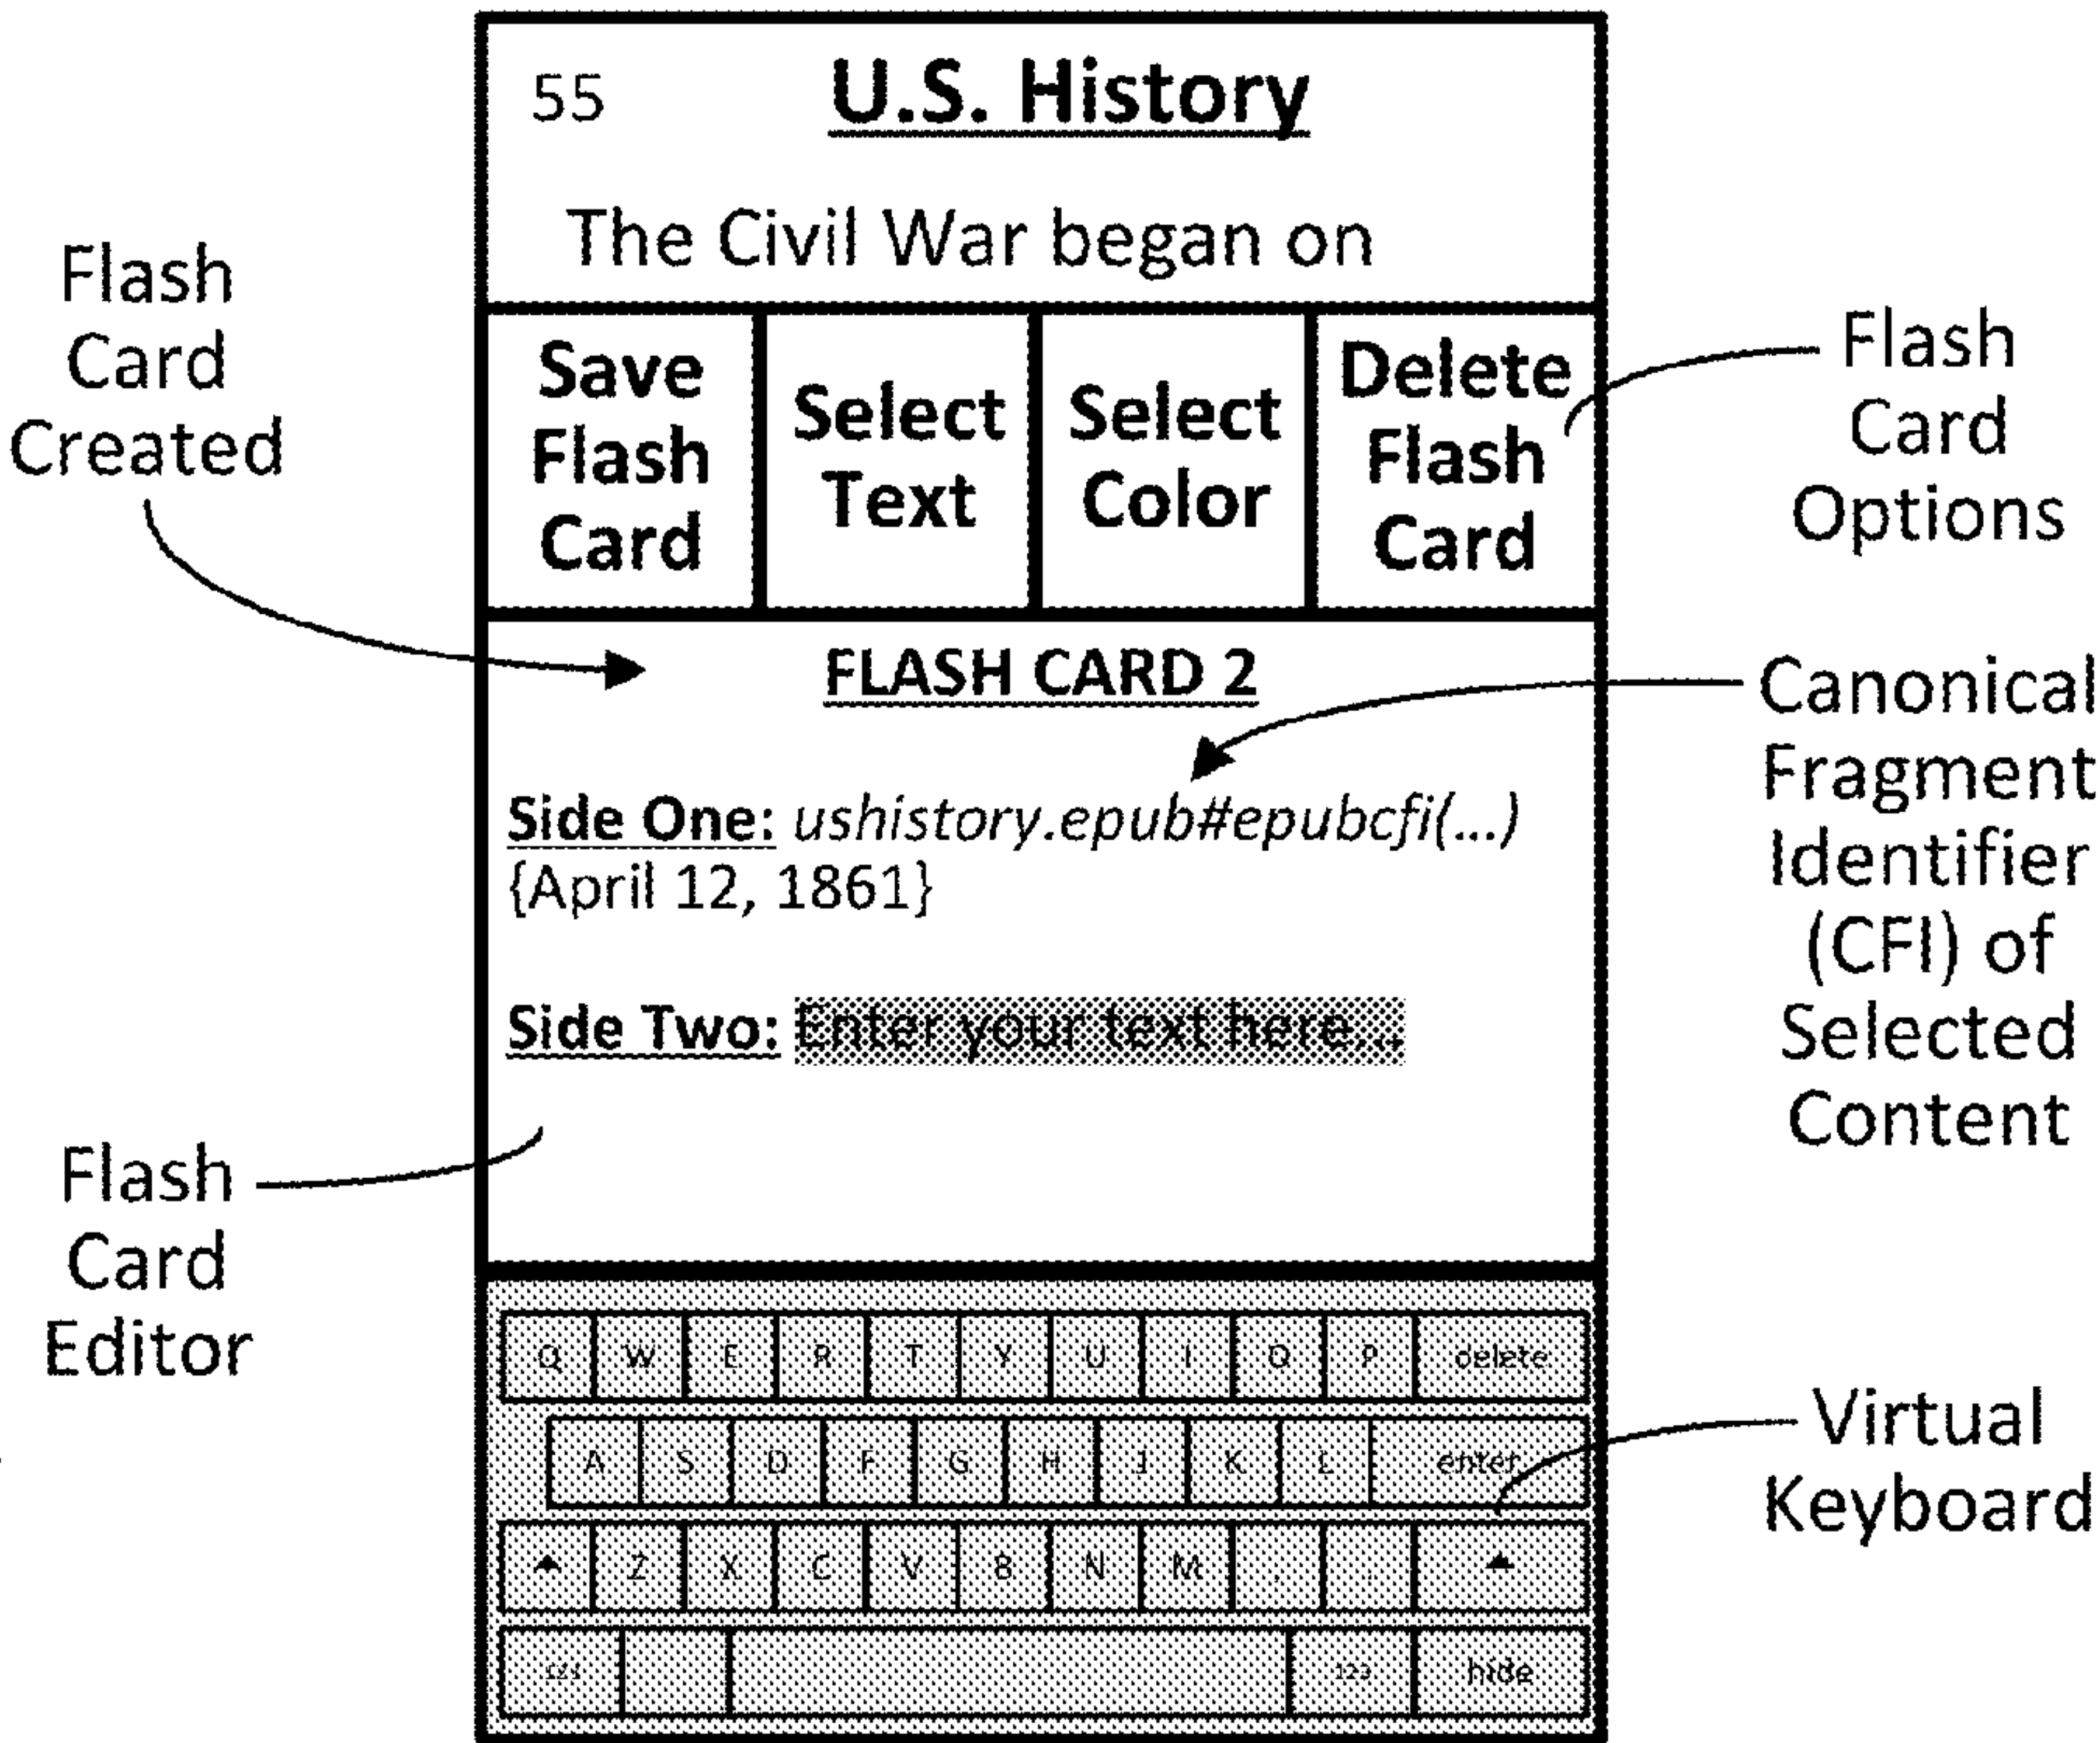 55
U.S. History
The Civil War began on
Save
Flash
Card
Select
Text
Select
Color
Delete
Flash
Card
FLASH CARD 2
Side One: ushistory.epub#epubcfi(...)
{April 12, 1861}
Side Two: Enter your text here...
Q W E R T Y U I O P delete
A S D F G H J K L enter
Z X C V B N M , .
123 123 hide
Flash
Card
Created
Flash
Card
Editor
Flash
Card
Options
Canonical
Fragment
Identifier
(CFI) of
Selected
Content
Virtual
Keyboard